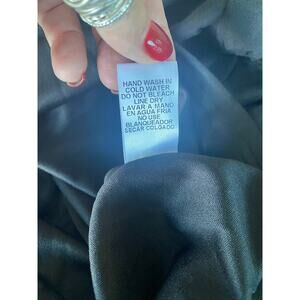 HAND WASH IN
COLD WATER
DO NOT BLEACH
LINE DRY
LAVAR A MANO
EN AGUA FRIA
NO USE
BLANQUEADOR
SECAR COLGADO